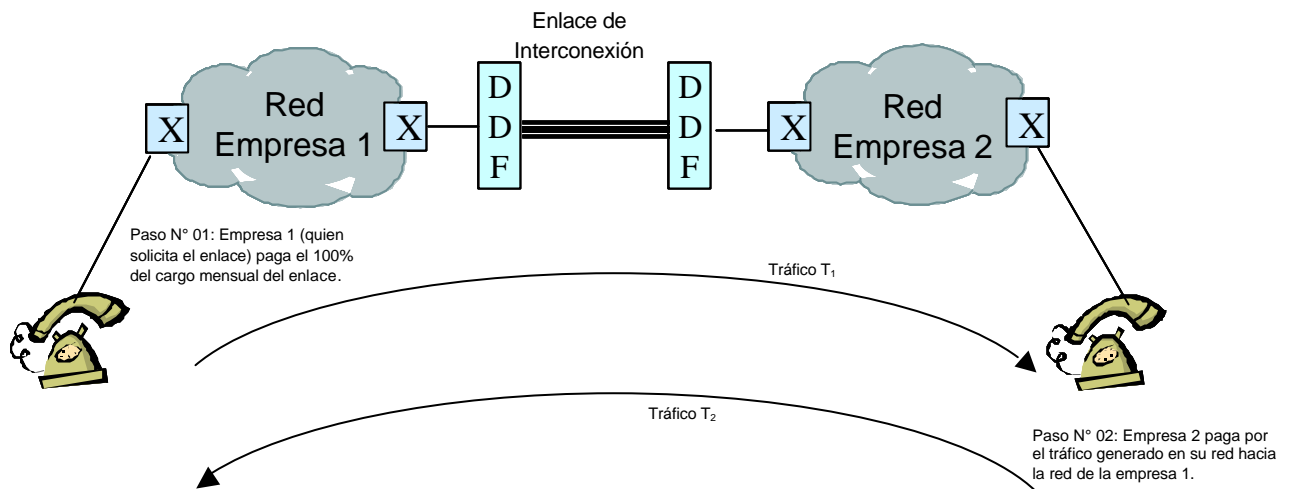 Enlace de
Interconexión
Red
Empresa 1
X
X
D
D
F
D
D
F
X
Red
Empresa 2
X
Paso N° 01: Empresa 1 (quien
solicita el enlace) paga el 100%
del cargo mensual del enlace.
Tráfico T₁
Tráfico T₂
Paso N° 02: Empresa 2 paga por
el tráfico generado en su red hacia
la red de la empresa 1.